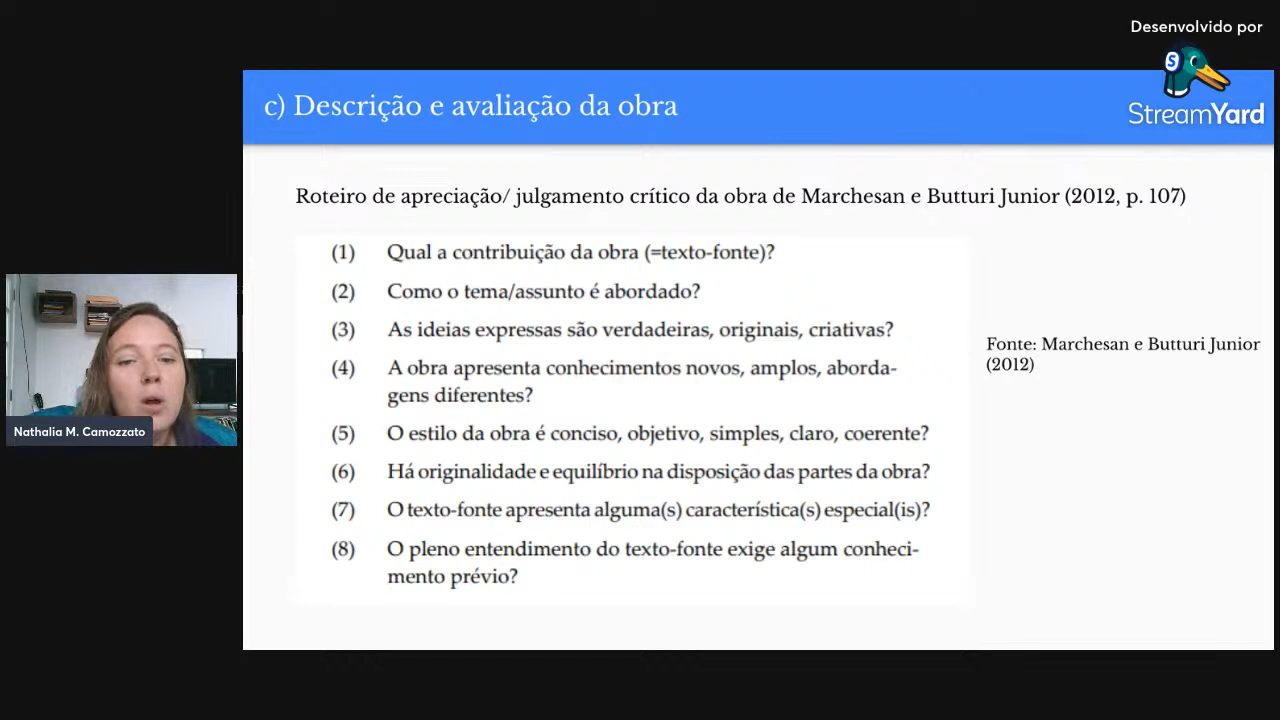 Desenvolvido por
S
StreamYard
c) Descrição e avaliação da obra
Roteiro de apreciação/ julgamento crítico da obra de Marchesan e Butturi Junior (2012, p. 107)
(1) Qual a contribuição da obra (=texto-fonte)?
(2) Como o tema/assunto é abordado?
(3) As ideias expressas são verdadeiras, originais, criativas?
(4) A obra apresenta conhecimentos novos, amplos, aborda-
gens diferentes?
(5) O estilo da obra é conciso, objetivo, simples, claro, coerente?
(6) Há originalidade e equilíbrio na disposição das partes da obra?
(7) O texto-fonte apresenta alguma(s) característica(s) especial(is)?
(8) O pleno entendimento do texto-fonte exige algum conheci-
mento prévio?
Fonte: Marchesan e Butturi Junior
(2012)
Nathalia M. Camozzato